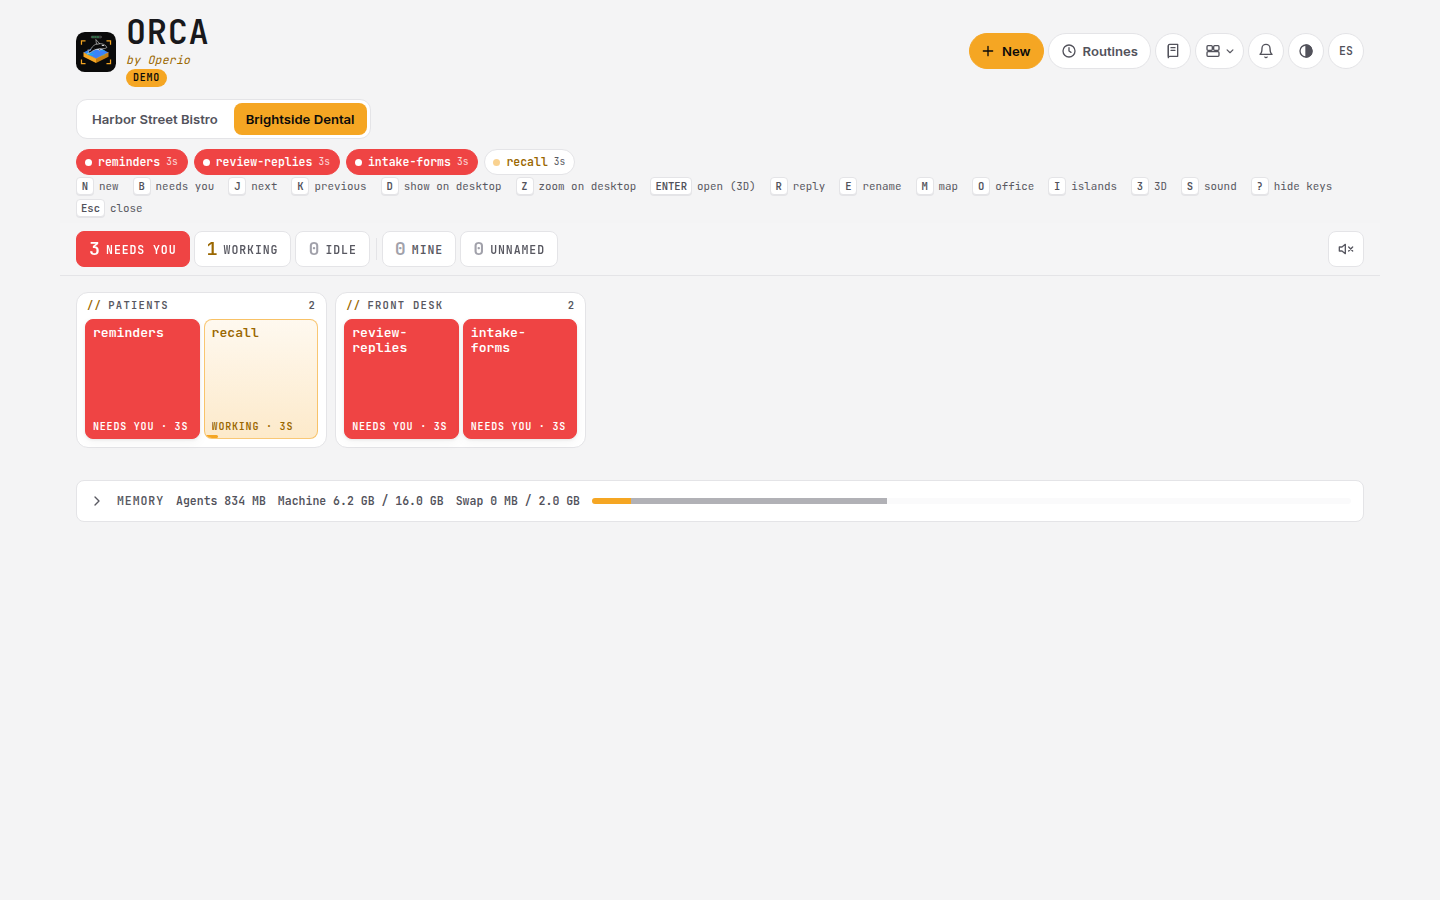 ORCA
by Operio
DEMO
+ New
Routines
ES
Harbor Street Bistro
Brightside Dental
reminders 3s
review-replies 3s
intake-forms 3s
recall 3s
N new B needs you J next K previous D show on desktop Z zoom on desktop ENTER open (3D) R reply E rename M map O office I islands 3 3D S sound ? hide keys
Esc close
3 NEEDS YOU
1 WORKING
0 IDLE
0 MINE
0 UNNAMED
// PATIENTS 2
reminders
NEEDS YOU · 3S
recall
WORKING · 3S
// FRONT DESK 2
review-
replies
NEEDS YOU · 3S
intake-
forms
NEEDS YOU · 3S
MEMORY Agents 834 MB Machine 6.2 GB / 16.0 GB Swap 0 MB / 2.0 GB